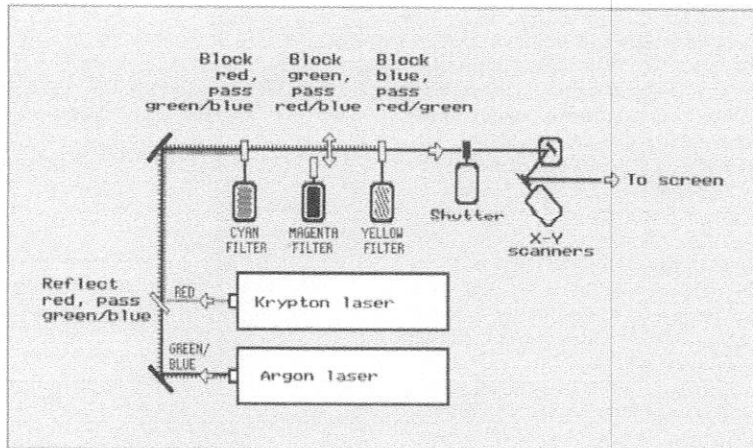 Block
red,
pass
green/blue
Block
green,
pass
red/blue
Block
blue,
pass
red/green
To screen
Shutter
X-Y
scanners
CYAN
FILTER
MAGENTA
FILTER
YELLOW
FILTER
Reflect
red, pass
green/blue
RED
Krypton laser
GREEN/
BLUE
Argon laser